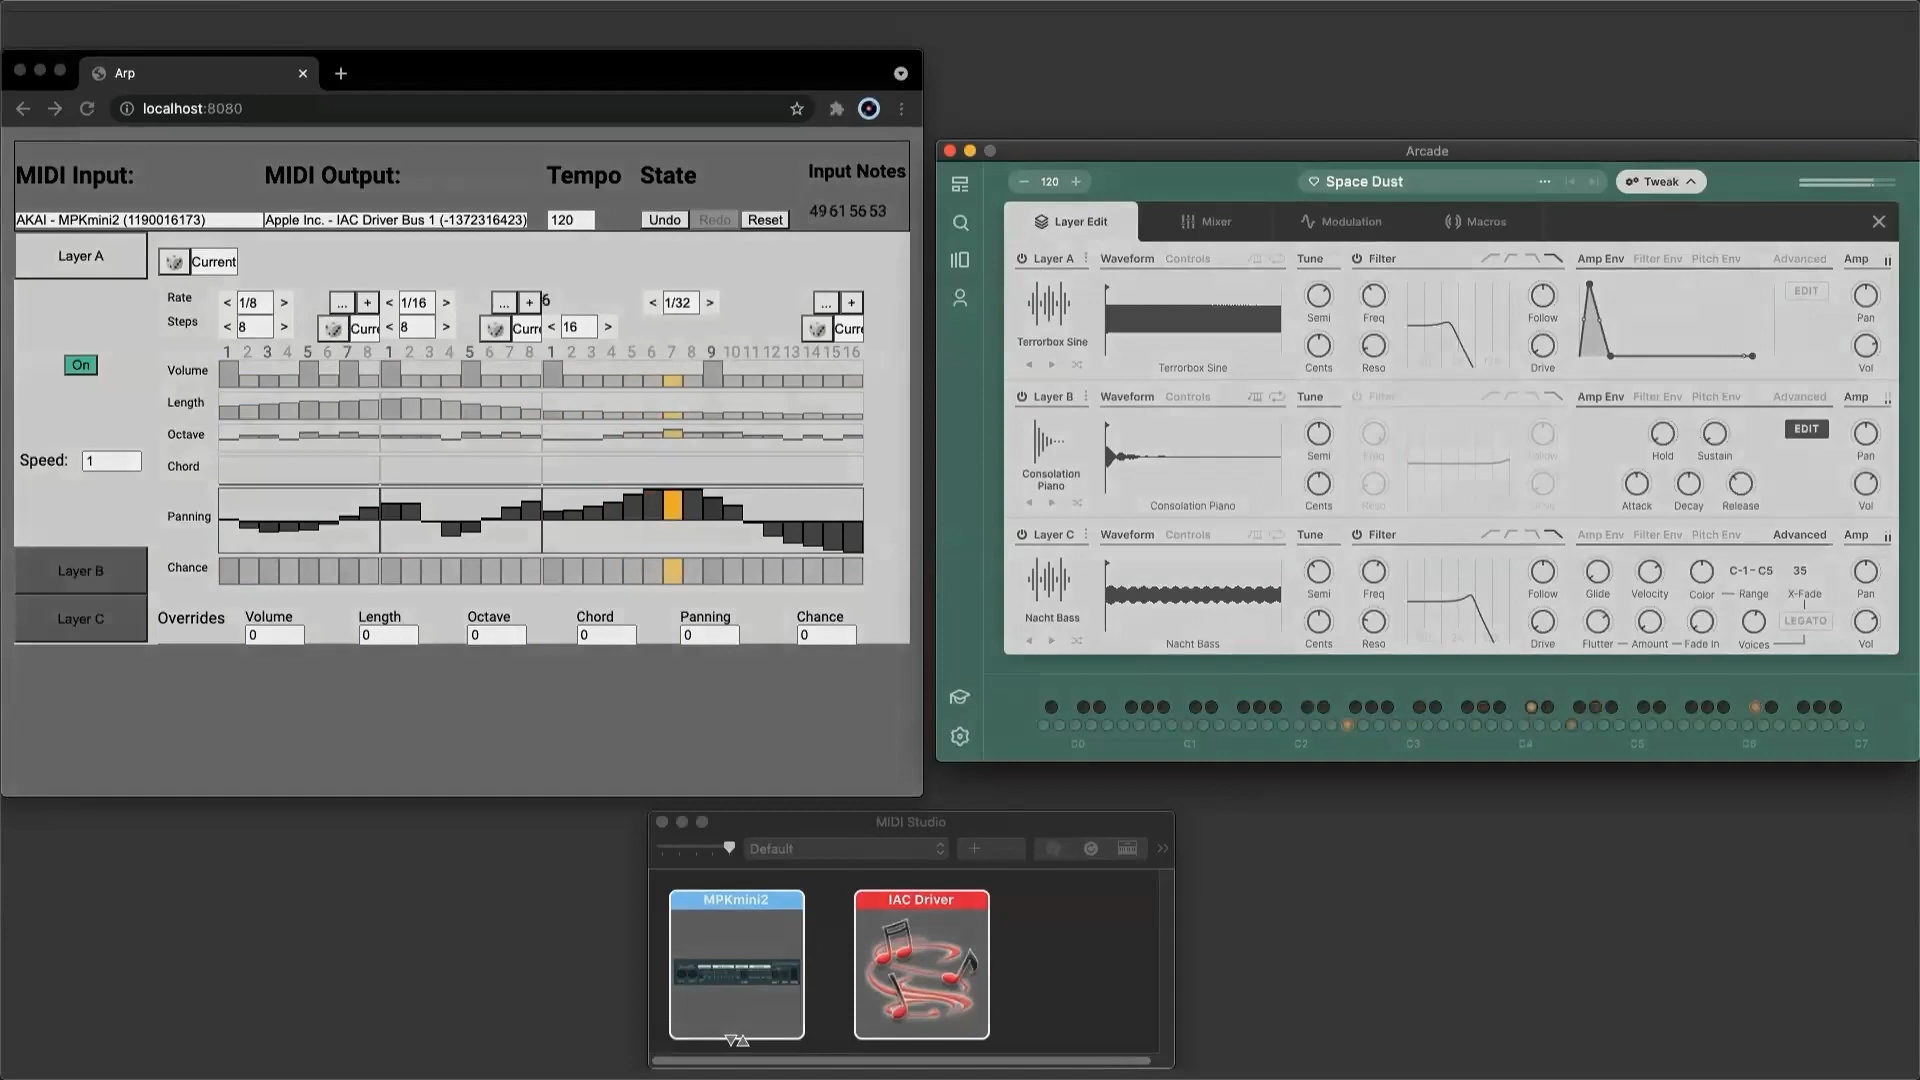 Arp
localhost:8080
MIDI Input:
MIDI Output:
Tempo
State
Input Notes
AKAI - MPKmini2 (1190016173)
Apple Inc. - IAC Driver Bus 1 (-1372316423)
120
Undo
Redo
Reset
49 61 56 53
Layer A
Current
Rate
< 1/8 >
... +
< 1/16 >
... +
6
< 1/32 >
... +
Steps
< 8 >
Curre
< 8 >
Curr
< 16 >
Curr
1 2 3 4 5 6 7 8 1 2 3 4 5 6 7 8 1 2 3 4 5 6 7 8 9 10 11 12 13 14 15 16
On
Volume
Length
Octave
Chord
Speed: 1
Panning
Chance
Layer B
Layer C
Overrides
Volume
Length
Octave
Chord
Panning
Chance
0 0 0 0 0 0
Arcade
− 120 +
Space Dust
...
Tweak
Layer Edit
Mixer
Modulation
Macros
Layer A Waveform Controls Tune Filter Amp Env Filter Env Pitch Env Advanced Amp
EDIT
Semi Freq Follow Pan
Terrorbox Sine
Terrorbox Sine
Cents Reso Drive Vol
Layer B Waveform Controls Tune Filter Amp Env Filter Env Pitch Env Advanced Amp
EDIT
Semi Freq Follow Hold Sustain Pan
Consolation Piano
Consolation Piano
Cents Reso Attack Decay Release Vol
Layer C Waveform Controls Tune Filter Amp Env Filter Env Pitch Env Advanced Amp
C-1 - C5 35
Semi Freq Follow Glide Velocity Color Range X-Fade Pan
Nacht Bass
LEGATO
Nacht Bass
Cents Reso Drive Flutter Amount Fade In Voices Vol
C0 C1 C2 C3 C4 C5 C6 C7
MIDI Studio
Default
MPKmini2
IAC Driver